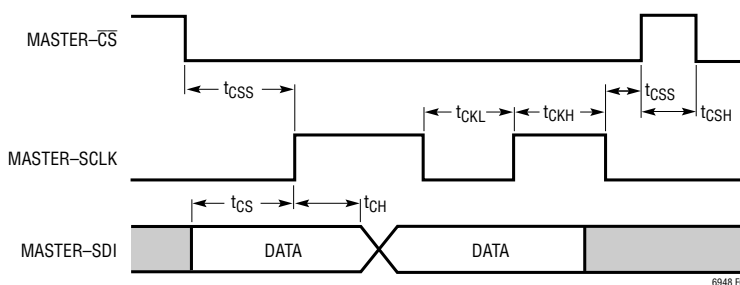 MASTER–CS
tCSS
tCKL
tCKH
tCSS
tCSH
MASTER–SCLK
tCS
tCH
MASTER–SDI
DATA
DATA
6948